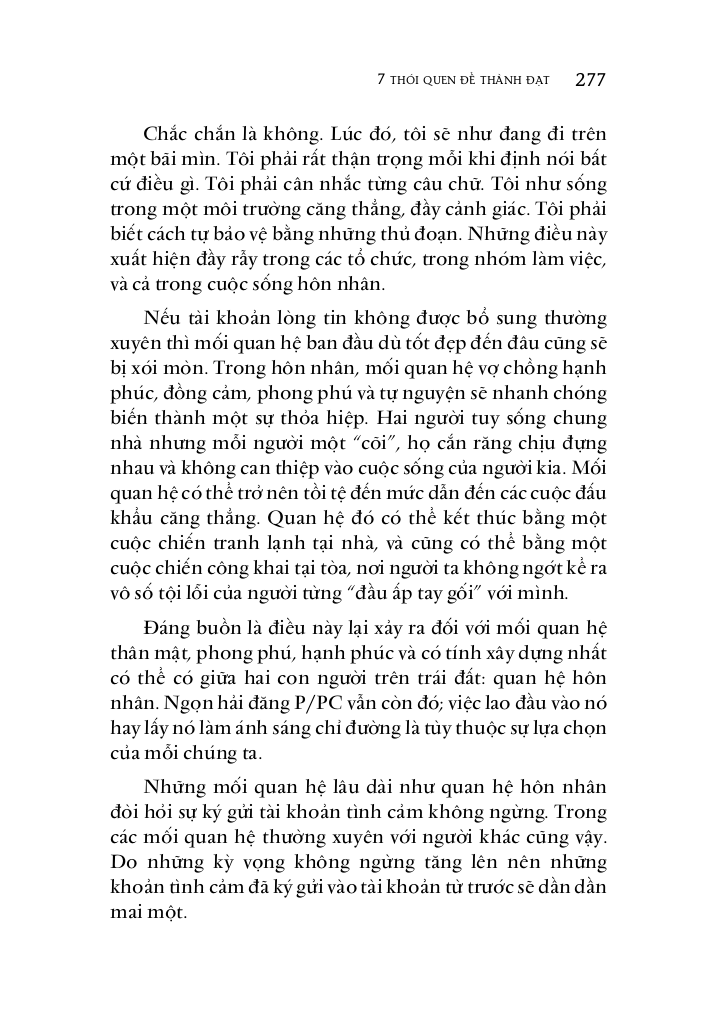 7 THÓI QUEN ĐỂ THÀNH ĐẠT 277
Chắc chắn là không. Lúc đó, tôi sẽ như đang đi trên
một bãi mìn. Tôi phải rất thận trọng mỗi khi định nói bất
cứ điều gì. Tôi phải cân nhắc từng câu chữ. Tôi như sống
trong một môi trường căng thẳng, đầy cảnh giác. Tôi phải
biết cách tự bảo vệ bằng những thủ đoạn. Những điều này
xuất hiện đầy rẫy trong các tổ chức, trong nhóm làm việc,
và cả trong cuộc sống hôn nhân.
Nếu tài khoản lòng tin không được bổ sung thường
xuyên thì mối quan hệ ban đầu dù tốt đẹp đến đâu cũng sẽ
bị xói mòn. Trong hôn nhân, mối quan hệ vợ chồng hạnh
phúc, đồng cảm, phong phú và tự nguyện sẽ nhanh chóng
biến thành một sự thỏa hiệp. Hai người tuy sống chung
nhà nhưng mỗi người một “cõi”, họ cắn răng chịu đựng
nhau và không can thiệp vào cuộc sống của người kia. Mối
quan hệ có thể trở nên tồi tệ đến mức dẫn đến các cuộc đấu
khẩu căng thẳng. Quan hệ đó có thể kết thúc bằng một
cuộc chiến tranh lạnh tại nhà, và cũng có thể bằng một
cuộc chiến công khai tại tòa, nơi người ta không ngớt kể ra
vô số tội lỗi của người từng “đầu ấp tay gối” với mình.
Đáng buồn là điều này lại xảy ra đối với mối quan hệ
thân mật, phong phú, hạnh phúc và có tính xây dựng nhất
có thể có giữa hai con người trên trái đất: quan hệ hôn
nhân. Ngọn hải đăng P/PC vẫn còn đó; việc lao đầu vào nó
hay lấy nó làm ánh sáng chỉ đường là tùy thuộc sự lựa chọn
của mỗi chúng ta.
Những mối quan hệ lâu dài như quan hệ hôn nhân
đòi hỏi sự ký gửi tài khoản tình cảm không ngừng. Trong
các mối quan hệ thường xuyên với người khác cũng vậy.
Do những kỳ vọng không ngừng tăng lên nên những
khoản tình cảm đã ký gửi vào tài khoản từ trước sẽ dần dần
mai một.